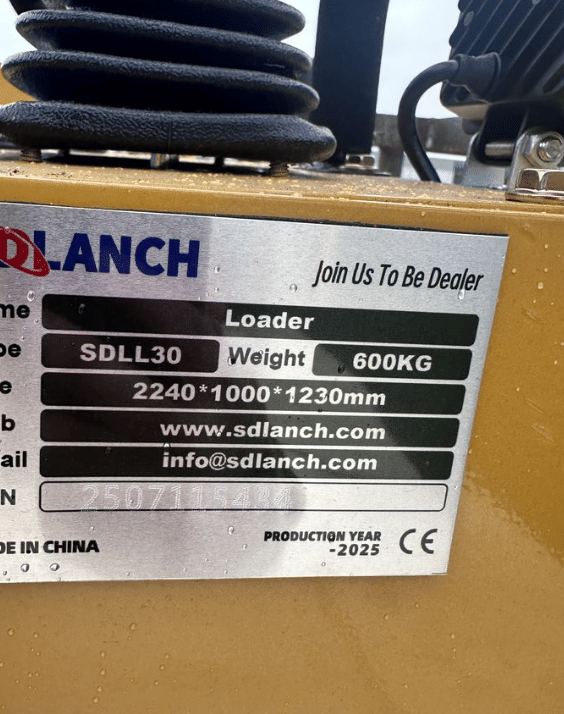 DLANCH
Join Us To Be Dealer
me Loader
pe SDLL30 Weight 600KG
e 2240*1000*1230mm
b www.sdlanch.com
ail info@sdlanch.com
N
DE IN CHINA
PRODUCTION YEAR
-2025 CE